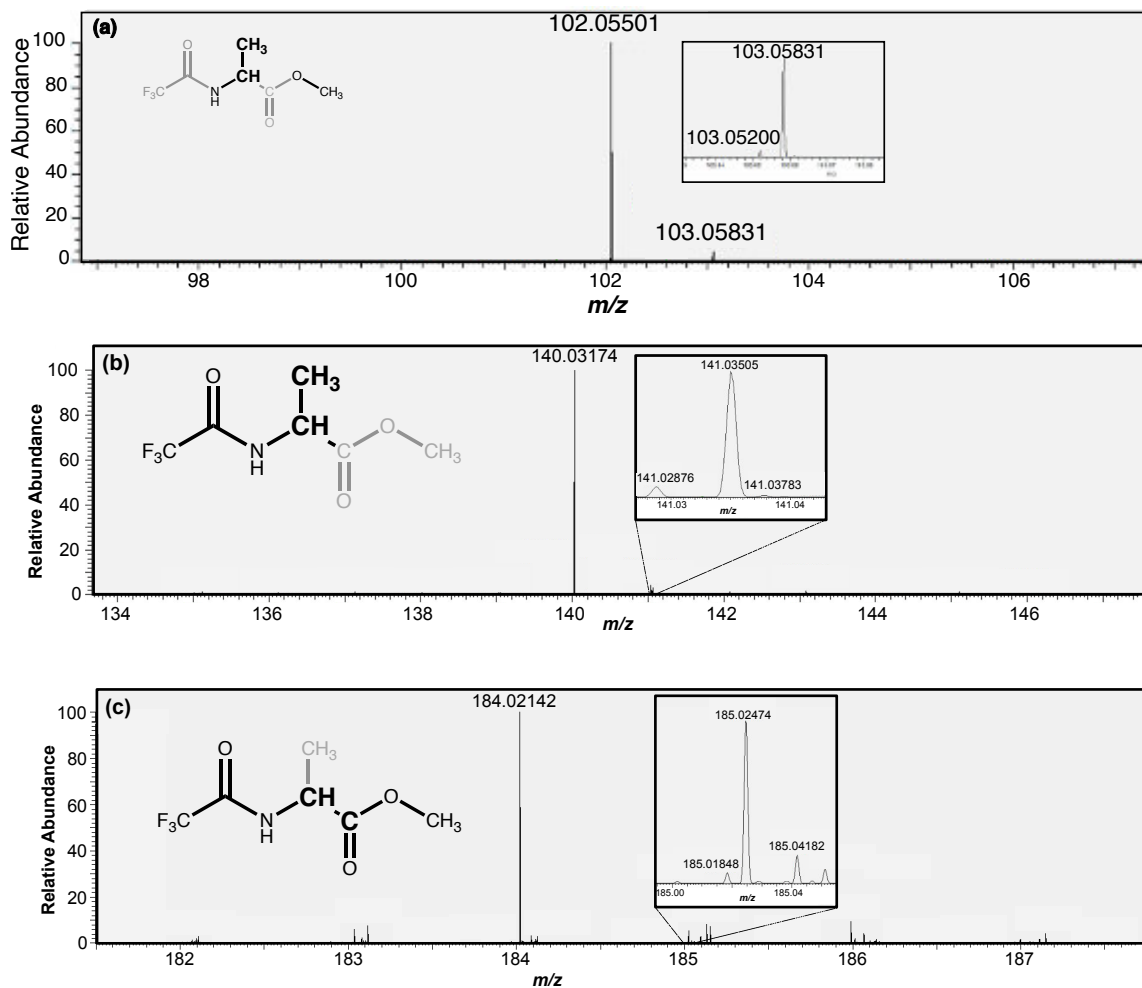 (a)
102.05501
Relative Abundance
100
80
60
40
20
0
O
CH3
F3C
N
H
CH
O
CH3
O
103.05831
103.05200
103.05831
98
100
102
104
106
m/z
(b)
140.03174
Relative Abundance
100
80
60
40
20
0
O
CH3
F3C
N
H
CH
O
CH3
O
141.03505
141.02876
141.03783
141.03
141.04
m/z
134
136
138
140
142
144
146
m/z
(c)
184.02142
Relative Abundance
100
80
60
40
20
0
O
CH3
F3C
N
H
CH
C
O
CH3
O
185.02474
185.01848
185.04182
185.00
185.04
m/z
182
183
184
185
186
187
m/z